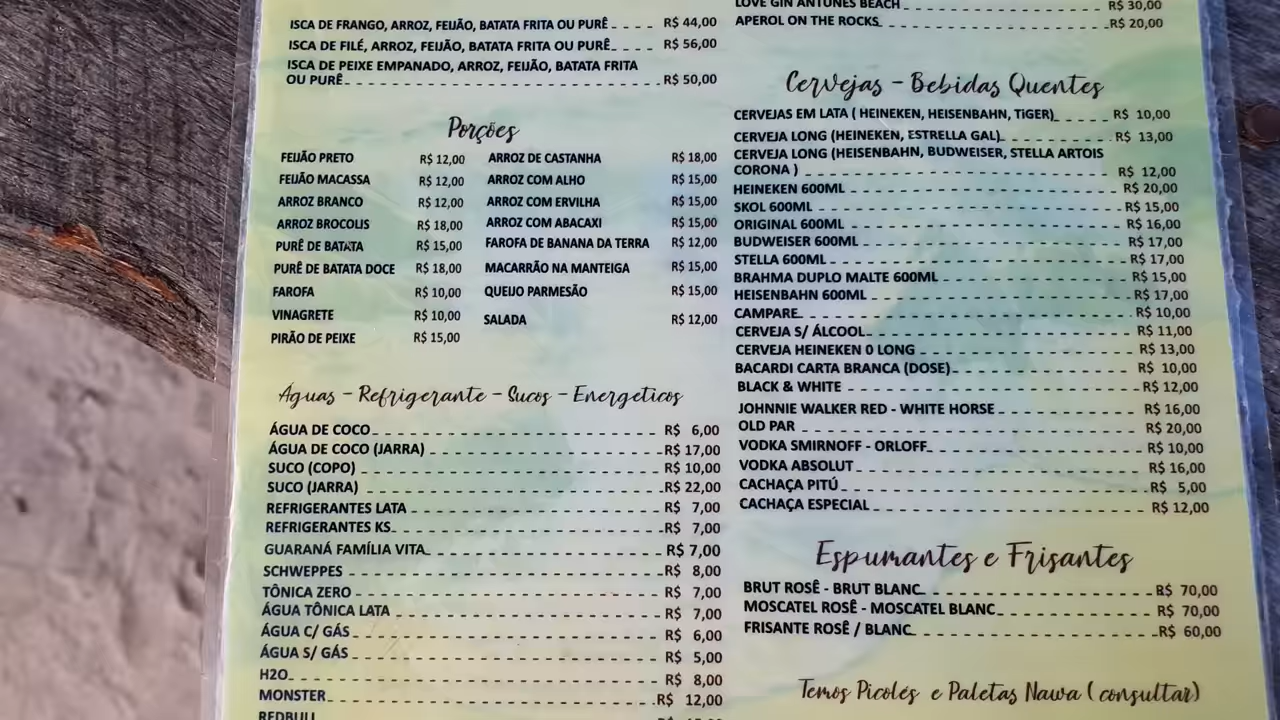 ISCA DE FRANGO, ARROZ, FEIJÃO, BATATA FRITA OU PURÊ R$ 44,00
ISCA DE FILÉ, ARROZ, FEIJÃO, BATATA FRITA OU PURÊ R$ 56,00
ISCA DE PEIXE EMPANADO, ARROZ, FEIJÃO, BATATA FRITA
OU PURÊ R$ 50,00
Porções
FEIJÃO PRETO R$ 12,00
FEIJÃO MACASSA R$ 12,00
ARROZ BRANCO R$ 12,00
ARROZ BROCOLIS R$ 18,00
PURÊ DE BATATA R$ 15,00
PURÊ DE BATATA DOCE R$ 18,00
FAROFA R$ 10,00
VINAGRETE R$ 10,00
PIRÃO DE PEIXE R$ 15,00
ARROZ DE CASTANHA R$ 18,00
ARROZ COM ALHO R$ 15,00
ARROZ COM ERVILHA R$ 15,00
ARROZ COM ABACAXI R$ 15,00
FAROFA DE BANANA DA TERRA R$ 12,00
MACARRÃO NA MANTEIGA R$ 15,00
QUEIJO PARMESÃO R$ 15,00
SALADA R$ 12,00
Águas - Refrigerante - Sucos - Energeticos
ÁGUA DE COCO R$ 6,00
ÁGUA DE COCO (JARRA) R$ 17,00
SUCO (COPO) R$ 10,00
SUCO (JARRA) R$ 22,00
REFRIGERANTES LATA R$ 7,00
REFRIGERANTES KS R$ 7,00
GUARANÁ FAMÍLIA VITA R$ 7,00
SCHWEPPES R$ 8,00
TÔNICA ZERO R$ 7,00
ÁGUA TÔNICA LATA R$ 7,00
ÁGUA C/ GÁS R$ 6,00
ÁGUA S/ GÁS R$ 5,00
H2O R$ 8,00
MONSTER R$ 12,00
REDBULL
LOVE GIN ANTUNES BEACH R$ 30,00
APEROL ON THE ROCKS R$ 20,00
Cervejas - Bebidas Quentes
CERVEJAS EM LATA ( HEINEKEN, HEISENBAHN, TiGER) R$ 10,00
CERVEJA LONG (HEINEKEN, ESTRELLA GAL) R$ 13,00
CERVEJA LONG (HEISENBAHN, BUDWEISER, STELLA ARTOIS
CORONA ) R$ 12,00
HEINEKEN 600ML R$ 20,00
SKOL 600ML R$ 15,00
ORIGINAL 600ML R$ 16,00
BUDWEISER 600ML R$ 17,00
STELLA 600ML R$ 17,00
BRAHMA DUPLO MALTE 600ML R$ 15,00
HEISENBAHN 600ML R$ 17,00
CAMPARE R$ 10,00
CERVEJA S/ ÁLCOOL R$ 11,00
CERVEJA HEINEKEN 0 LONG R$ 13,00
BACARDI CARTA BRANCA (DOSE) R$ 10,00
BLACK & WHITE R$ 12,00
JOHNNIE WALKER RED - WHITE HORSE R$ 16,00
OLD PAR R$ 20,00
VODKA SMIRNOFF - ORLOFF R$ 10,00
VODKA ABSOLUT R$ 16,00
CACHAÇA PITÚ R$ 5,00
CACHAÇA ESPECIAL R$ 12,00
Espumantes e Frisantes
BRUT ROSÊ - BRUT BLANC R$ 70,00
MOSCATEL ROSÊ - MOSCATEL BLANC R$ 70,00
FRISANTE ROSÊ / BLANC R$ 60,00
Temos Picolés e Paletas Nawa ( consultar)